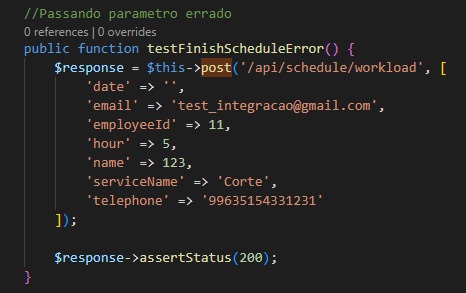 //Passando parametro errado
0 references | 0 overrides
public function testFinishScheduleError() {
    $response = $this->post('/api/schedule/workload', [
        'date' => '',
        'email' => 'test_integracao@gmail.com',
        'employeeId' => 11,
        'hour' => 5,
        'name' => 123,
        'serviceName' => 'Corte',
        'telephone' => '99635154331231'
    ]);
    $response->assertStatus(200);
}